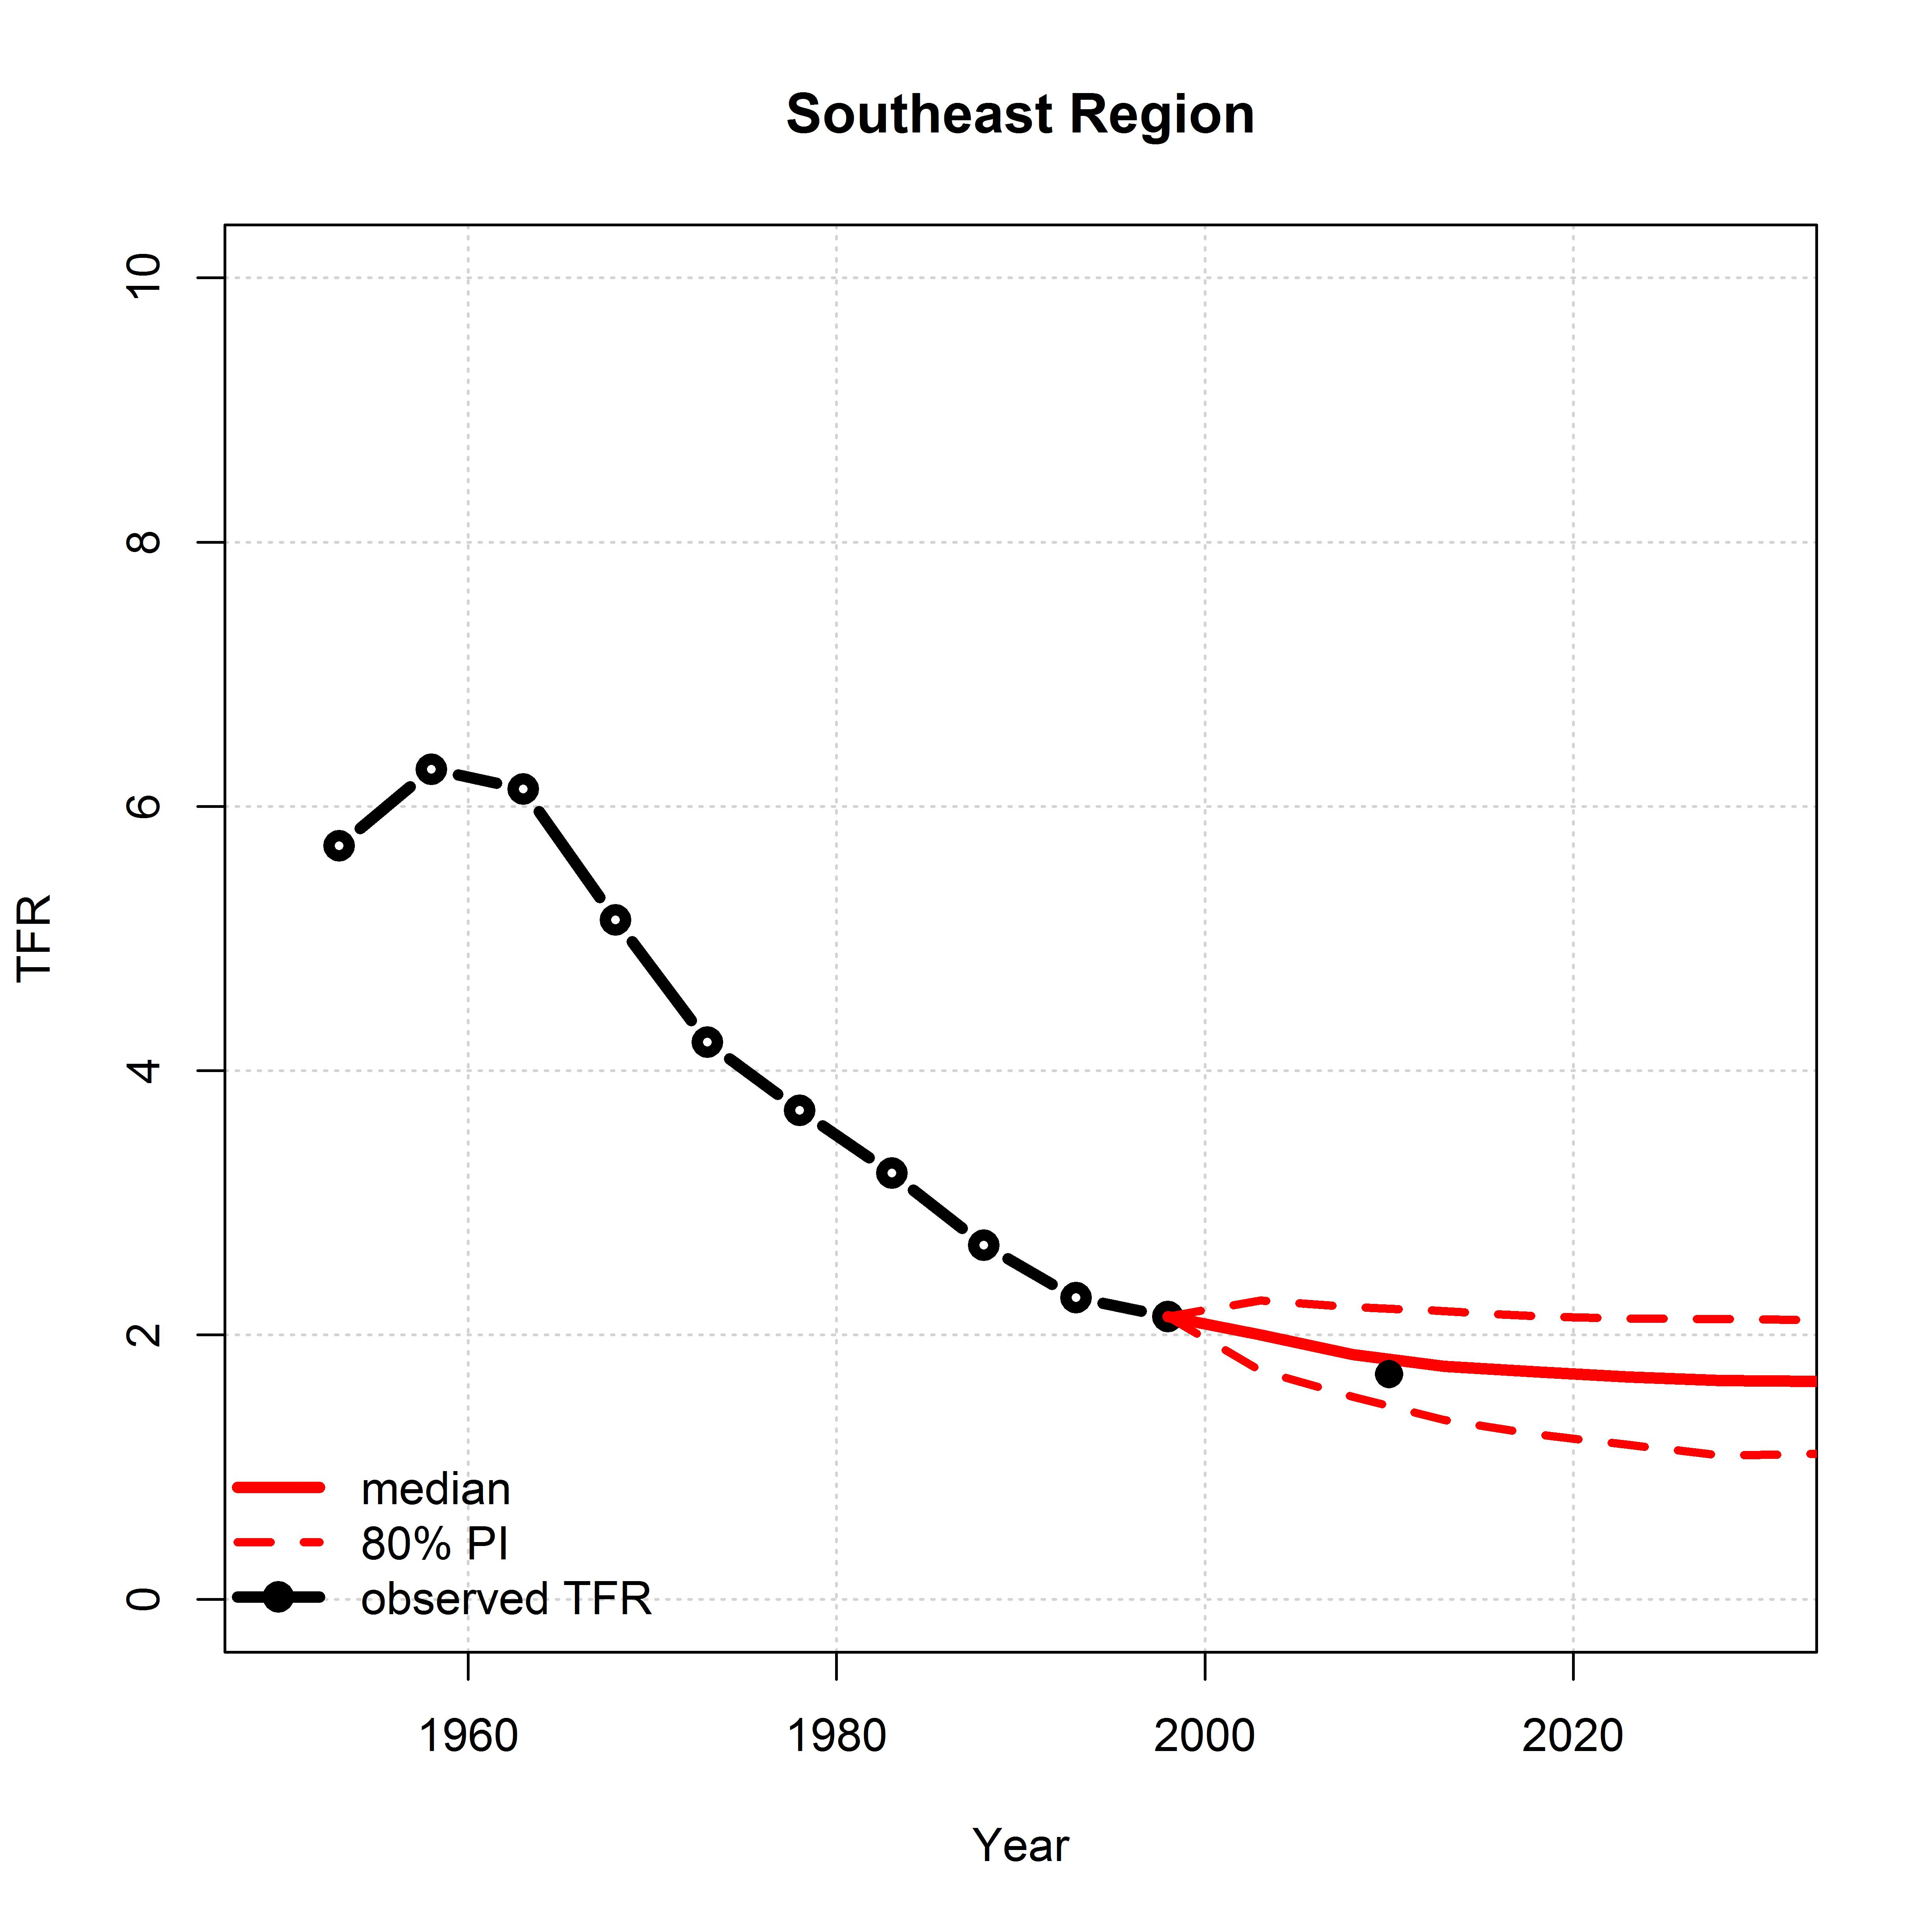 Southeast Region
10
8
6
4
2
0
TFR
median
80% PI
observed TFR
1960 1980 2000 2020
Year